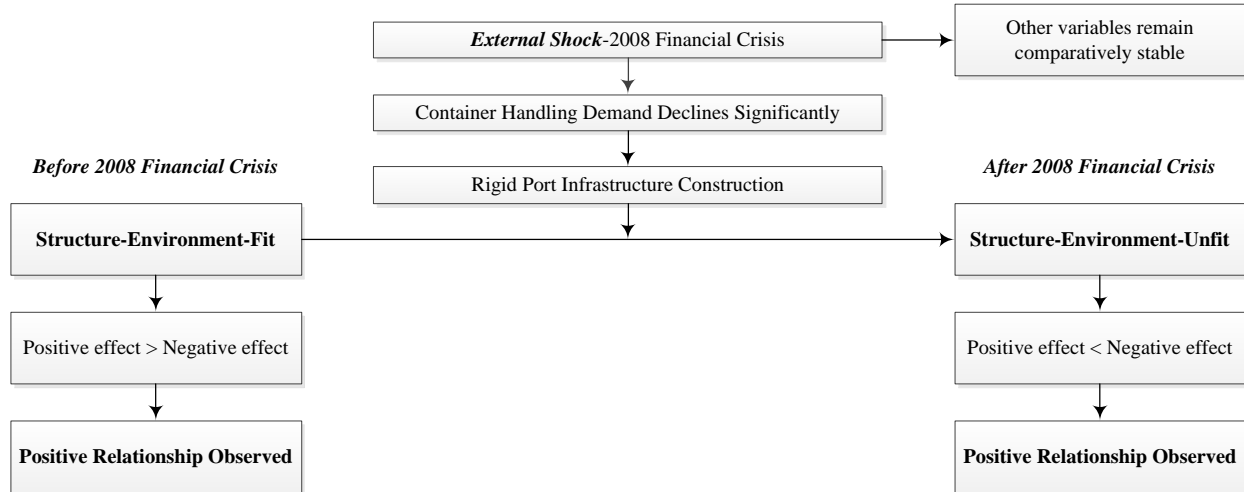 External Shock-2008 Financial Crisis
Other variables remain
comparatively stable
Container Handling Demand Declines Significantly
Rigid Port Infrastructure Construction
Before 2008 Financial Crisis
After 2008 Financial Crisis
Structure-Environment-Fit
Structure-Environment-Unfit
Positive effect > Negative effect
Positive effect < Negative effect
Positive Relationship Observed
Positive Relationship Observed